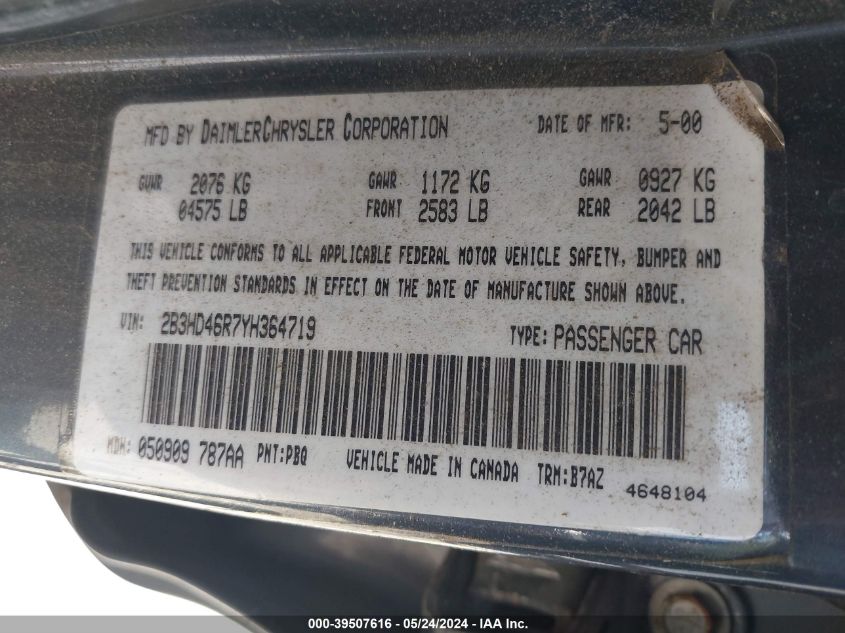 MFD BY DAIMLERCHRYSLER CORPORATION DATE OF MFR: 5-00
GVWR 2076 KG GAWR 1172 KG GAWR 0927 KG
04575 LB FRONT 2583 LB REAR 2042 LB
THIS VEHICLE CONFORMS TO ALL APPLICABLE FEDERAL MOTOR VEHICLE SAFETY, BUMPER AND
THEFT PREVENTION STANDARDS IN EFFECT ON THE DATE OF MANUFACTURE SHOWN ABOVE.
VIN: 2B3HD46R7YH364719 TYPE: PASSENGER CAR
MDH: 050909 787AA PNT:PBQ VEHICLE MADE IN CANADA TRM:B7AZ 4648104
000-39507616 / 05/24/2024 - IAA Inc.